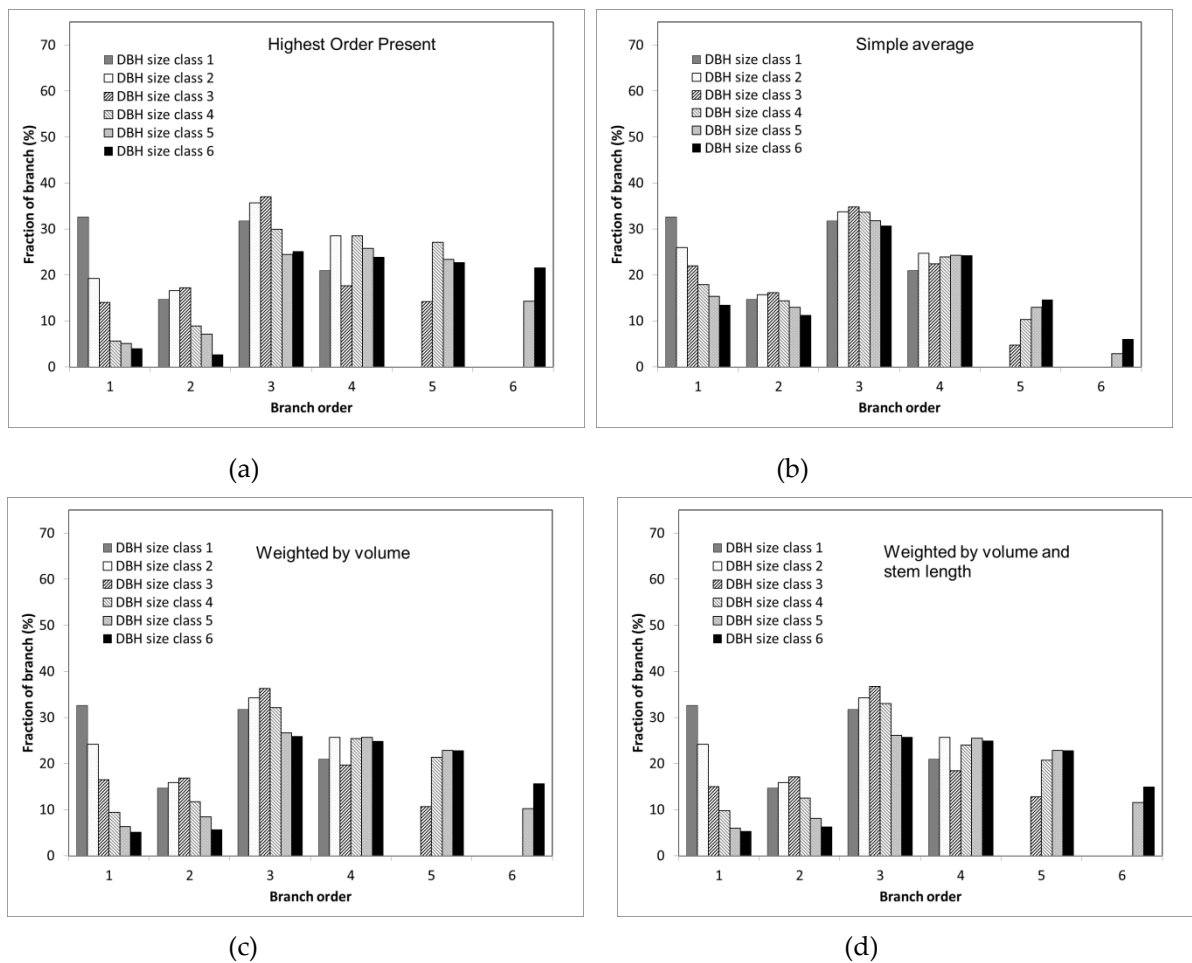 Highest Order Present
DBH size class 1
DBH size class 2
DBH size class 3
DBH size class 4
DBH size class 5
DBH size class 6
Fraction of branch (%)
70
60
50
40
30
20
10
0
1 2 3 4 5 6
Branch order
(a)
Simple average
DBH size class 1
DBH size class 2
DBH size class 3
DBH size class 4
DBH size class 5
DBH size class 6
Fraction of branch (%)
70
60
50
40
30
20
10
0
1 2 3 4 5 6
Branch order
(b)
Weighted by volume
DBH size class 1
DBH size class 2
DBH size class 3
DBH size class 4
DBH size class 5
DBH size class 6
Fraction of branch (%)
70
60
50
40
30
20
10
0
1 2 3 4 5 6
Branch order
(c)
Weighted by volume and
stem length
DBH size class 1
DBH size class 2
DBH size class 3
DBH size class 4
DBH size class 5
DBH size class 6
Fraction of branch (%)
70
60
50
40
30
20
10
0
1 2 3 4 5 6
Branch order
(d)